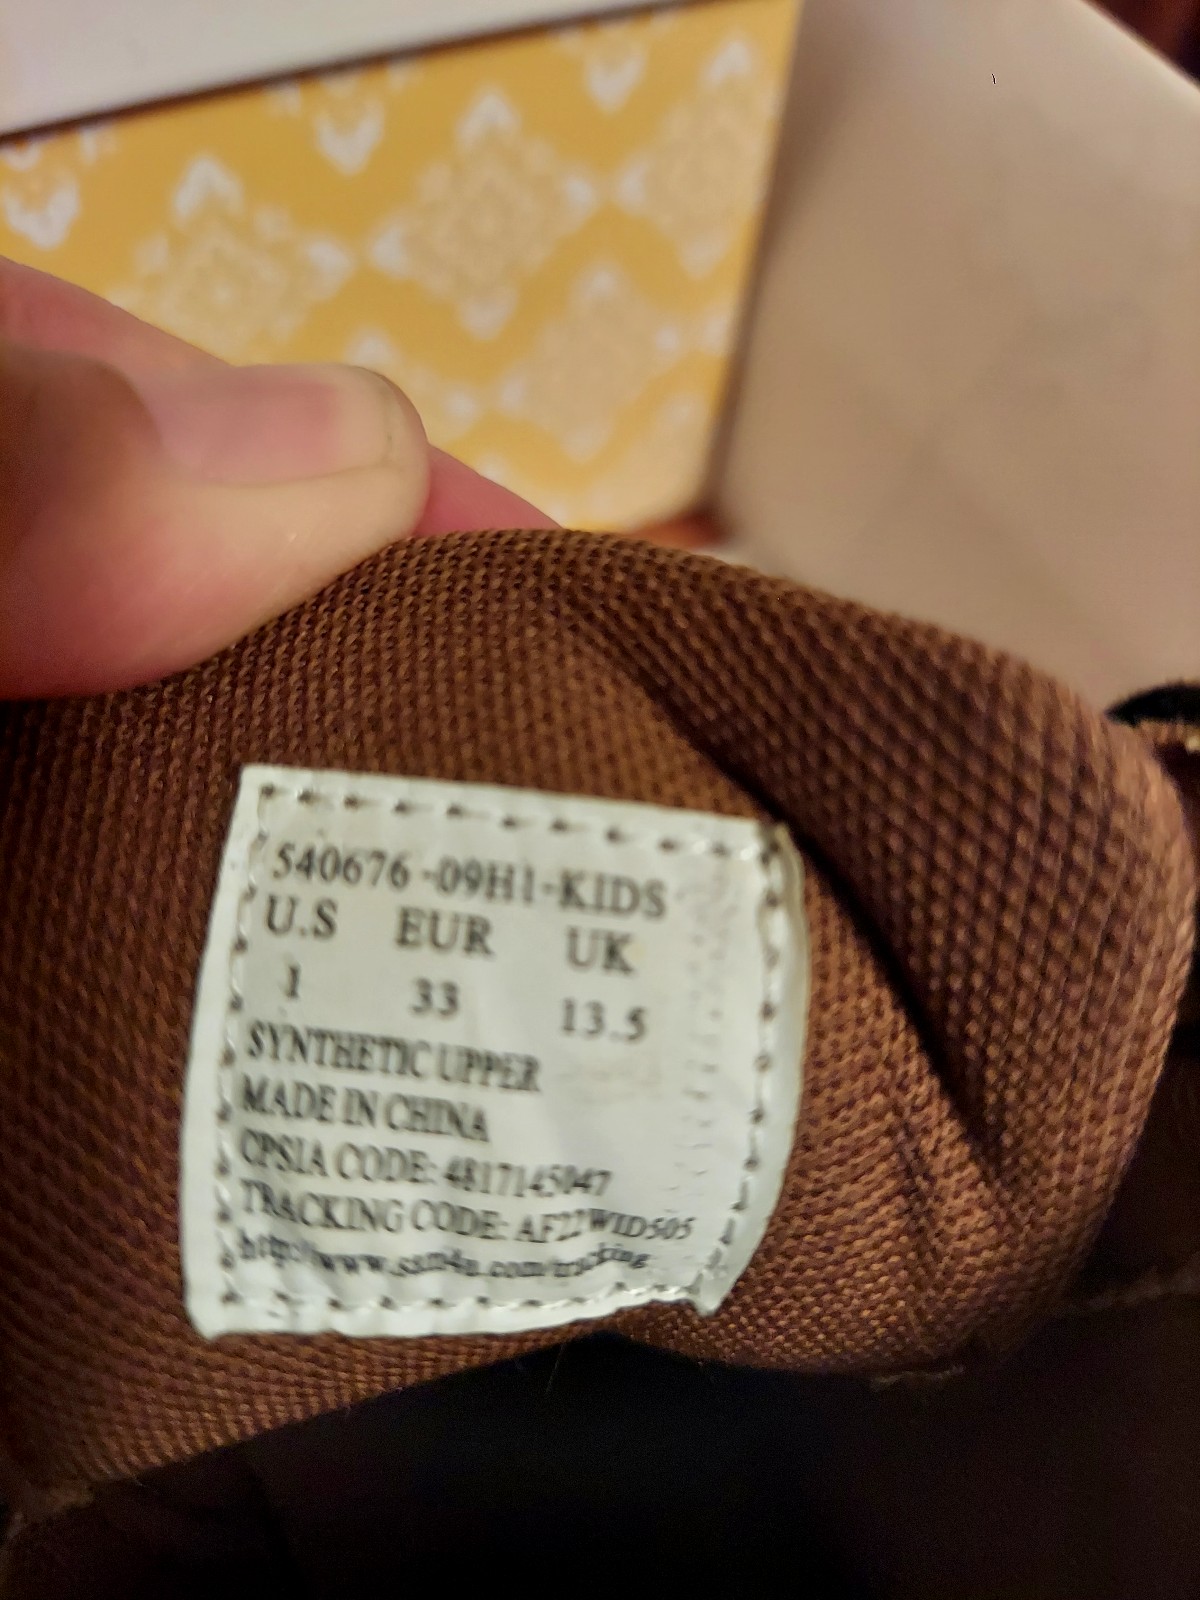 540676-09H1-KIDS
U.S EUR UK
1 33 13.5
SYNTHETIC UPPER
MADE IN CHINA
CPSIA CODE: 4817145047
TRACKING CODE: AF22WID505